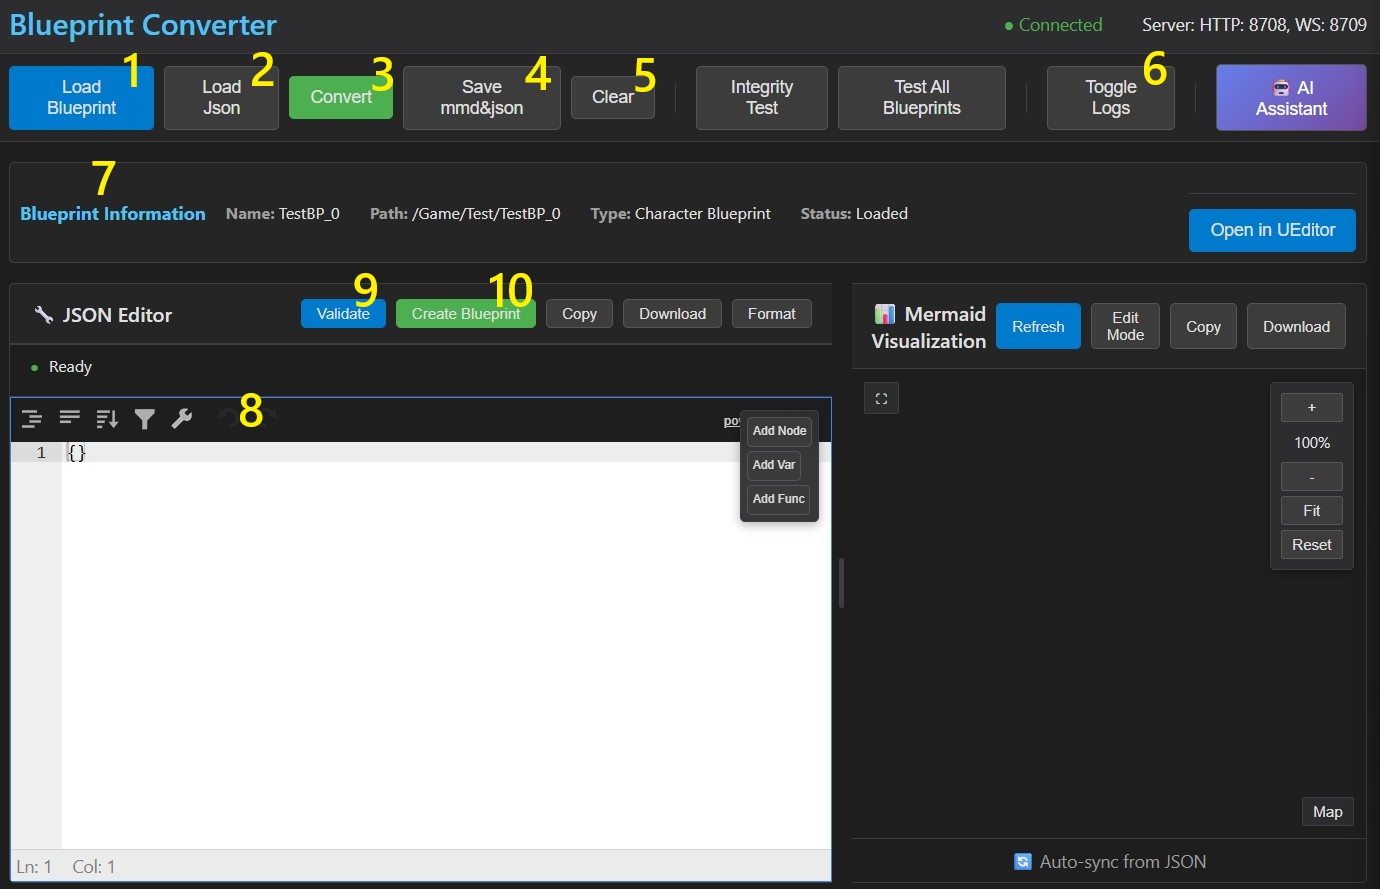 Blueprint Converter
Connected
Server: HTTP: 8708, WS: 8709
1
2
3
4
5
6
Load
Blueprint
Load
Json
Convert
Save
mmd&json
Clear
Integrity
Test
Test All
Blueprints
Toggle
Logs
AI
Assistant
7
Blueprint Information
Name: TestBP_0
Path: /Game/Test/TestBP_0
Type: Character Blueprint
Status: Loaded
Open in UEditor
9
10
JSON Editor
Validate
Create Blueprint
Copy
Download
Format
Mermaid
Visualization
Refresh
Edit
Mode
Copy
Download
Ready
8
Add Node
Add Var
Add Func
1
{}
+
100%
-
Fit
Reset
Map
Ln: 1
Col: 1
Auto-sync from JSON